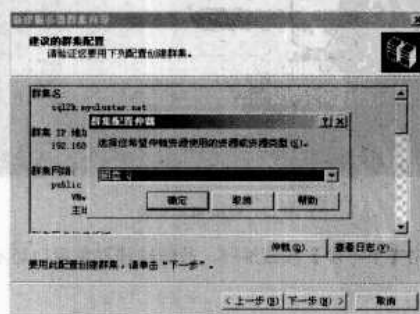 新建服务器群集向导
建议的群集配置
请验证您要用下列配置创建群集。
群集名
sql2k.mycluster.net
群集配置仲裁
群集 IP 地址
192.168
选择您希望仲裁资源使用的资源或资源类型(S)。
群集网络
public
确定
取消
帮助
仲裁(Q)...
查看日志(V)...
要用此配置创建群集，请单击“下一步”。
< 上一步(B)
下一步(N) >
取消